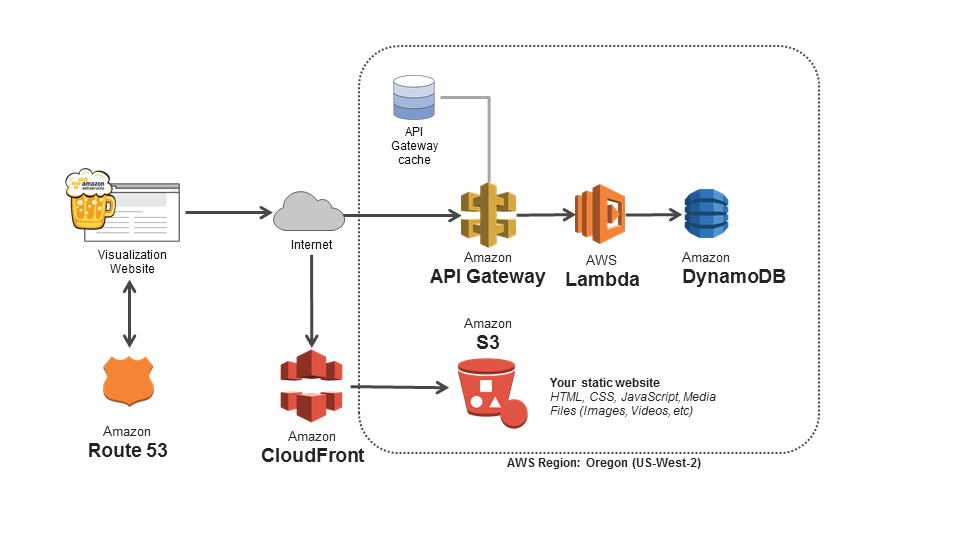 API
Gateway
cache
amazon
webservices
Visualization
Website
Internet
Amazon
API Gateway
AWS
Lambda
Amazon
DynamoDB
Amazon
S3
Your static website
HTML, CSS, JavaScript, Media
Files (Images, Videos, etc)
Amazon
Route 53
Amazon
CloudFront
AWS Region: Oregon (US-West-2)